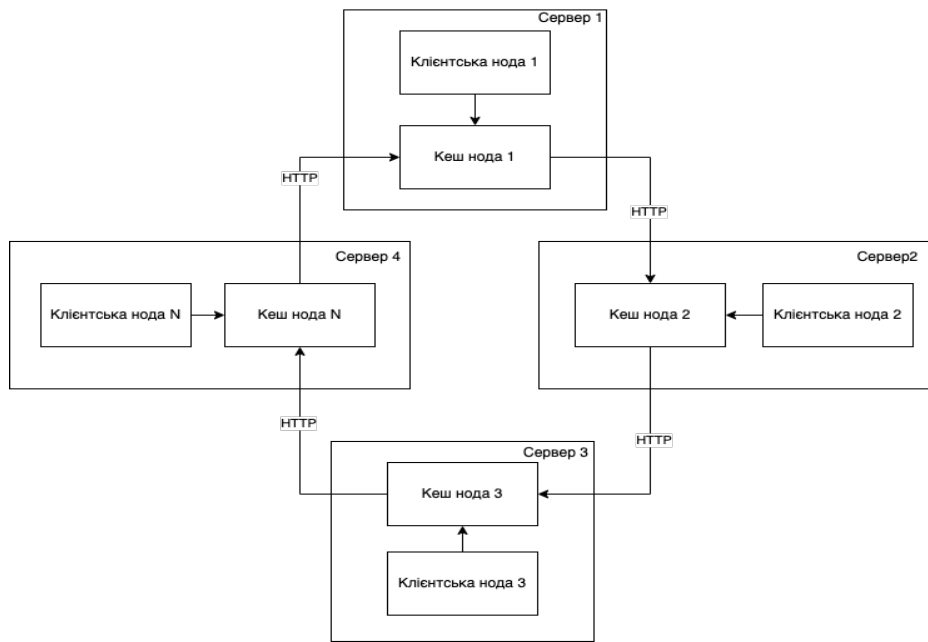 Сервер 1
Клієнтська нода 1
Кеш нода 1
HTTP
HTTP
Сервер 4
Клієнтська нода N
Кеш нода N
Сервер2
Кеш нода 2
Клієнтська нода 2
HTTP
HTTP
Сервер 3
Кеш нода 3
Клієнтська нода 3